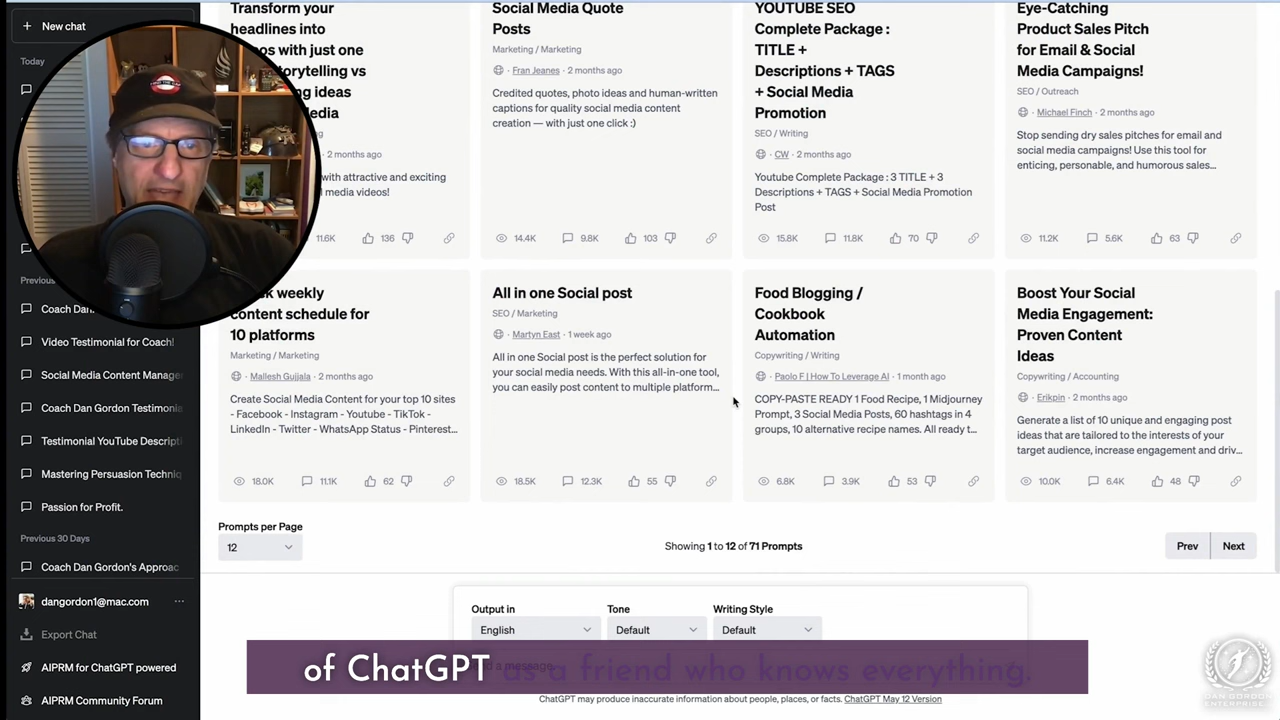 New chat
Today
Previous
Coach Dan
Video Testimonial for Coach!
Social Media Content Manage
Coach Dan Gordon Testimonia
Testimonial YouTube Descripti
Mastering Persuasion Techniq
Passion for Profit.
Previous 30 Days
Coach Dan Gordon's Approac
dangordon1@mac.com
Export Chat
AIPRM for ChatGPT powered
AIPRM Community Forum
Transform your
headlines into
os with just one
torytelling vs
ng ideas
edia
2 months ago
with attractive and exciting
l media videos!
11.6K 136
Social Media Quote
Posts
Marketing / Marketing
Fran Jeanes · 2 months ago
Credited quotes, photo ideas and human-written
captions for quality social media content
creation — with just one click :)
14.4K 9.8K 103
YOUTUBE SEO
Complete Package :
TITLE +
Descriptions + TAGS
+ Social Media
Promotion
SEO / Writing
CW · 2 months ago
Youtube Complete Package : 3 TITLE + 3
Descriptions + TAGS + Social Media Promotion
Post
15.8K 11.8K 70
Eye-Catching
Product Sales Pitch
for Email & Social
Media Campaigns!
SEO / Outreach
Michael Finch · 2 months ago
Stop sending dry sales pitches for email and
social media campaigns! Use this tool for
enticing, personable, and humorous sales...
11.2K 5.6K 63
k weekly
content schedule for
10 platforms
Marketing / Marketing
Mallesh Gujjala · 2 months ago
Create Social Media Content for your top 10 sites
- Facebook - Instagram - Youtube - TikTok -
LinkedIn - Twitter - WhatsApp Status - Pinterest...
18.0K 11.1K 62
All in one Social post
SEO / Marketing
Martyn East · 1 week ago
All in one Social post is the perfect solution for
your social media needs. With this all-in-one tool,
you can easily post content to multiple platform...
18.5K 12.3K 55
Food Blogging /
Cookbook
Automation
Copywriting / Writing
Paolo F | How To Leverage AI · 1 month ago
COPY-PASTE READY 1 Food Recipe, 1 Midjourney
Prompt, 3 Social Media Posts, 60 hashtags in 4
groups, 10 alternative recipe names. All ready t...
6.8K 3.9K 53
Boost Your Social
Media Engagement:
Proven Content
Ideas
Copywriting / Accounting
Erikpin · 2 months ago
Generate a list of 10 unique and engaging post
ideas that are tailored to the interests of your
target audience, increase engagement and driv...
10.0K 6.4K 48
Prompts per Page
12
Showing 1 to 12 of 71 Prompts
Prev Next
Output in Tone Writing Style
English Default Default
of ChatGPT as a friend who knows everything.
ChatGPT may produce inaccurate information about people, places, or facts. ChatGPT May 12 Version
DAN GORDON
ENTERPRISE